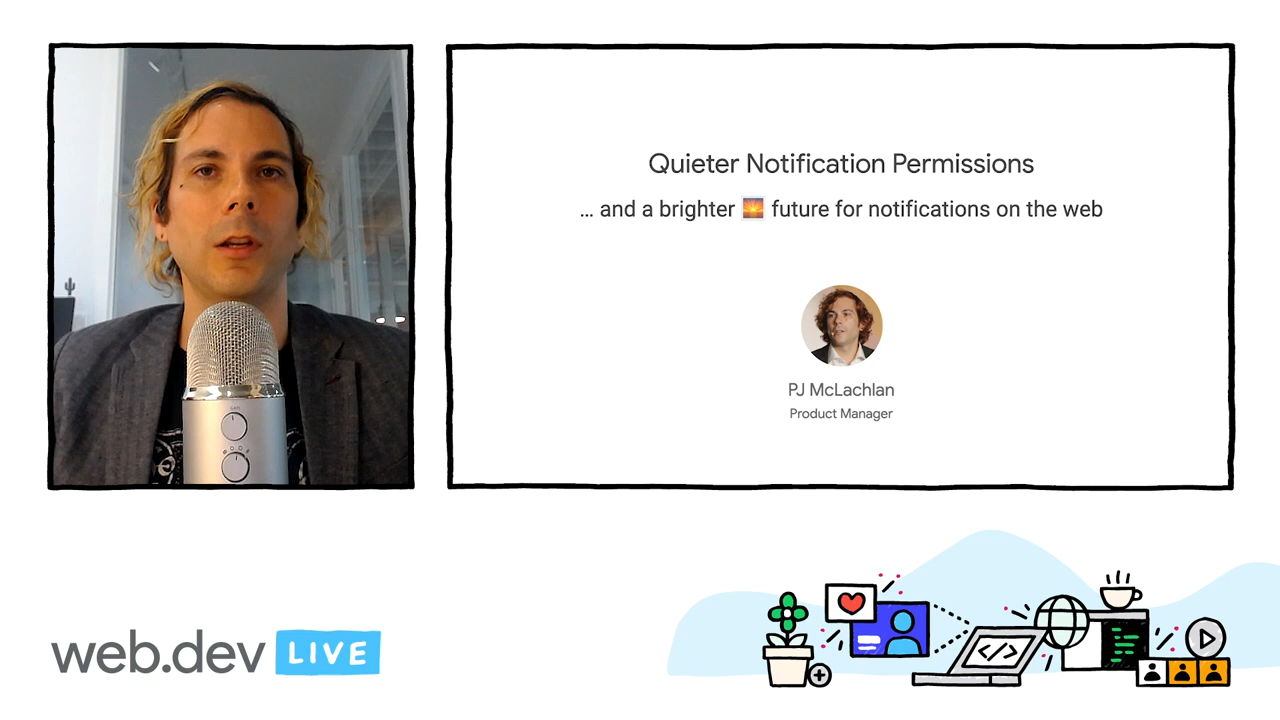 Quieter Notification Permissions
... and a brighter 🌅 future for notifications on the web
PJ McLachlan
Product Manager
web.dev LIVE
</>